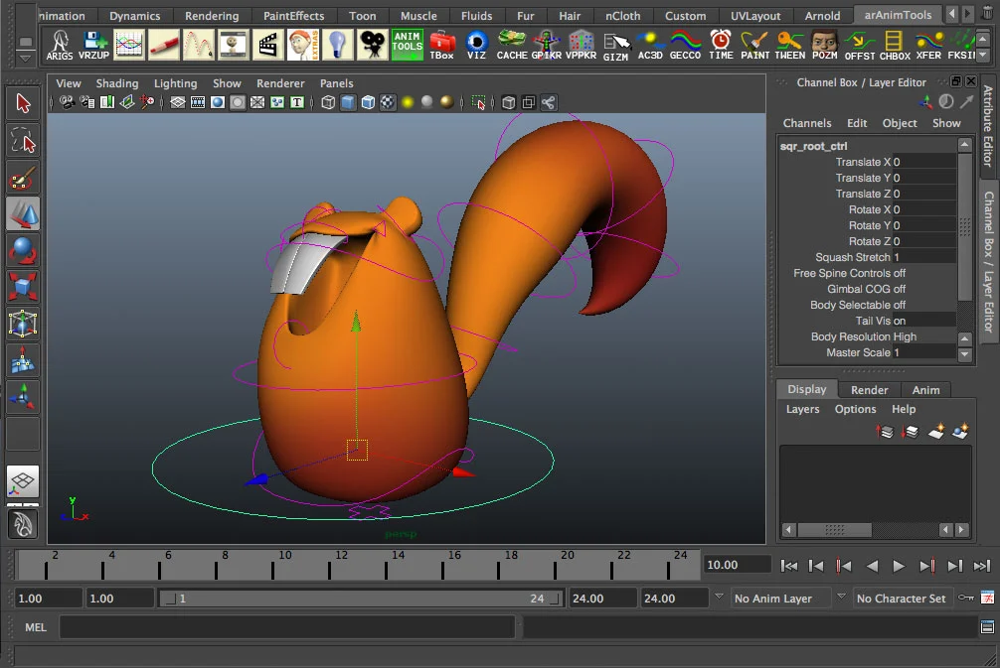 nimation Dynamics Rendering PaintEffects Toon Muscle Fluids Fur Hair nCloth Custom UVLayout Arnold arAnimTools
EXTRAS ANIM TOOLS
ARIGS VRZUP TBox VIZ CACHE GPIKR VPPKR GIZM AC3D GECCO TIME PAINT TWEEN POZM OFFST CHBOX XFER FKSI
View Shading Lighting Show Renderer Panels
Channel Box / Layer Editor
Channels Edit Object Show
sqr_root_ctrl
Translate X 0
Translate Y 0
Translate Z 0
Rotate X 0
Rotate Y 0
Rotate Z 0
Squash Stretch 1
Free Spine Controls off
Gimbal COG off
Body Selectable off
Tail Vis on
Body Resolution High
Master Scale 1
Attribute Editor
Channel Box / Layer Editor
Display Render Anim
Layers Options Help
T
y
x
z
persp
2 4 6 8 10 12 14 16 18 20 22 24
10.00
1.00 1.00 1 24 24.00 24.00 No Anim Layer No Character Set
MEL